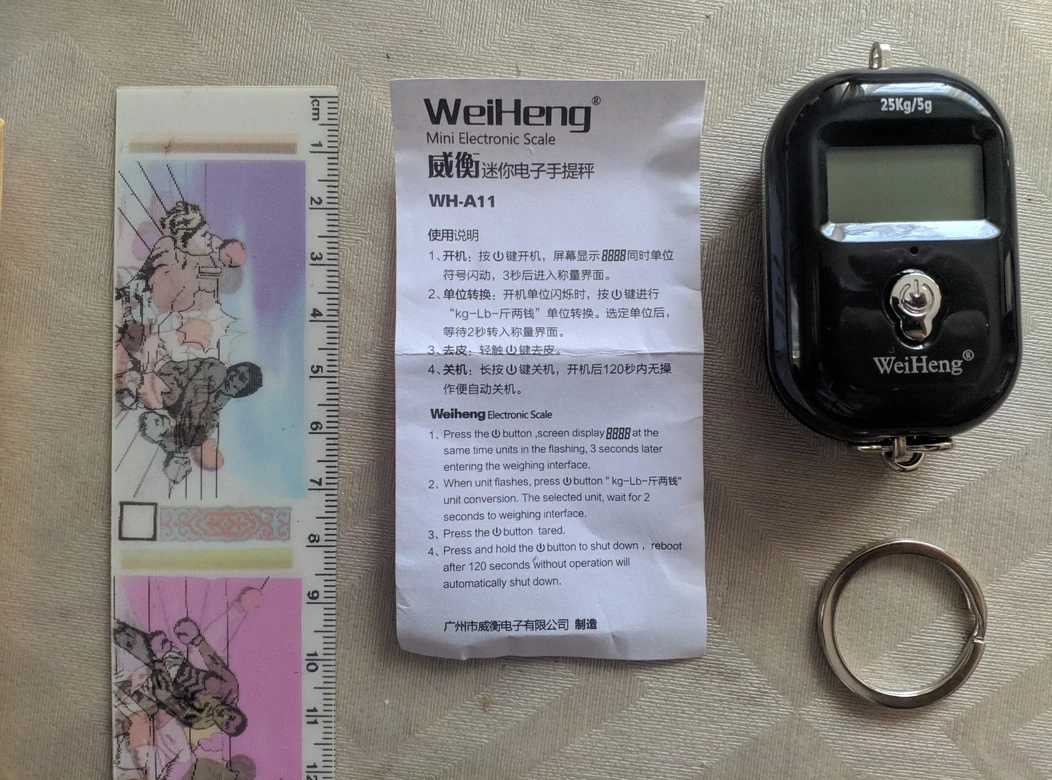 cm
1
2
3
4
5
6
7
8
9
10
11
12
WeiHeng®
Mini Electronic Scale
威衡 迷你电子手提秤
WH-A11
使用说明
1、开机：按⏻键开机，屏幕显示8888同时单位
符号闪动，3秒后进入称量界面。
2、单位转换：开机单位闪烁时，按⏻键进行
“kg-Lb-斤两钱”单位转换。选定单位后，
等待2秒转入称量界面。
3、去皮：轻触⏻键去皮。
4、关机：长按⏻键关机，开机后120秒内无操
作便自动关机。
Weiheng Electronic Scale
1、Press the ⏻ button ,screen display 8888 at the
same time units in the flashing, 3 seconds later
entering the weighing interface.
2、When unit flashes, press ⏻ button " kg-Lb-斤两钱"
unit conversion. The selected unit, wait for 2
seconds to weighing interface.
3、Press the ⏻ button tared.
4、Press and hold the ⏻ button to shut down，reboot
after 120 seconds without operation will
automatically shut down.
广州市威衡电子有限公司 制造
25Kg/5g
WeiHeng®